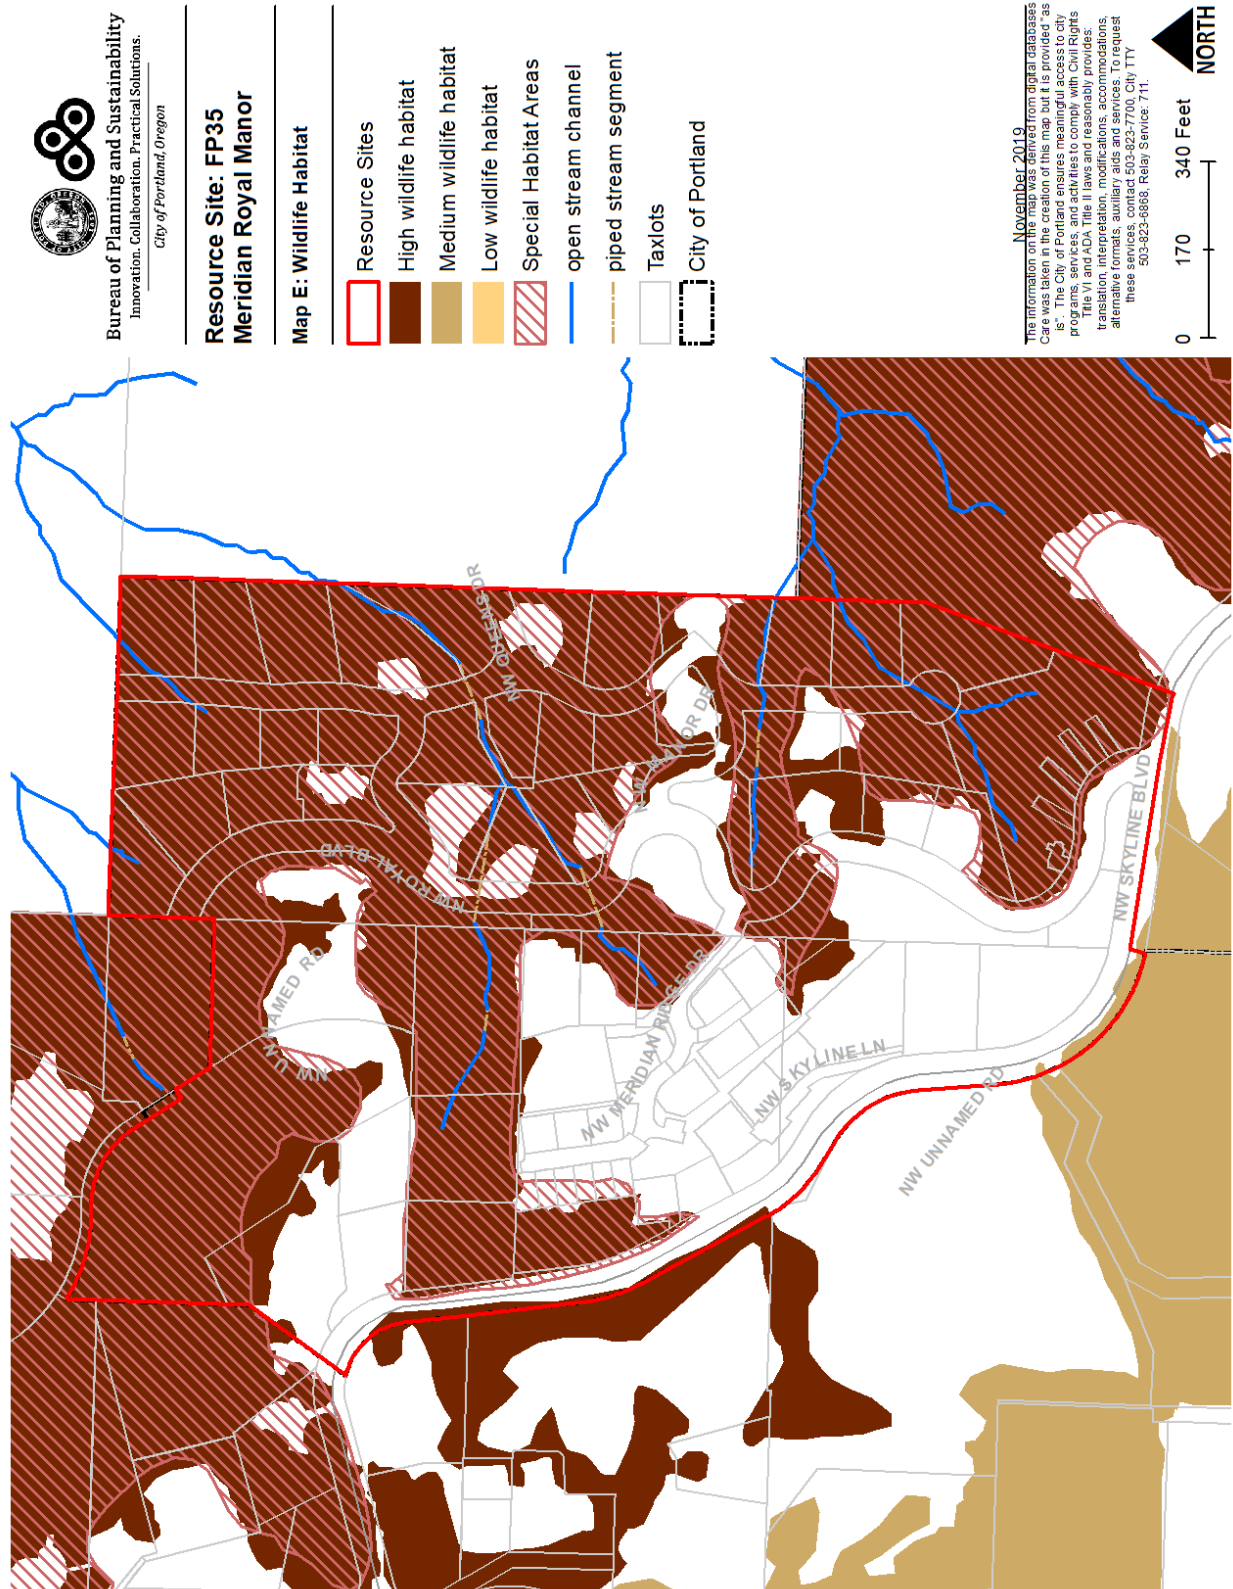 Bureau of Planning and Sustainability
Innovation. Collaboration. Practical Solutions.
City of Portland, Oregon
Resource Site: FP35
Meridian Royal Manor
Map E: Wildlife Habitat
Resource Sites
High wildlife habitat
Medium wildlife habitat
Low wildlife habitat
Special Habitat Areas
open stream channel
piped stream segment
Taxlots
City of Portland
November 2019
The information on the map was derived from digital databases
Care was taken in the creation of this map but it is provided "as
is". The City of Portland ensures meaningful access to city
programs, services, and activities to comply with Civil Rights
Title VI and ADA Title II laws and reasonably provides:
translation, interpretation, modifications, accommodations,
alternative formats, auxiliary aids and services. To request
these services, contact 503-823-7700, City TTY
503-823-6868, Relay Service: 711.
0 170 340 Feet
NORTH
NW QUEENS DR
NW MANOR DR
NW ROYAL BLVD
NW SKYLINE BLVD
NW UNNAMED RD
NW MERIDIAN RIDGE DR
NW SKYLINE LN
NW UNNAMED RD